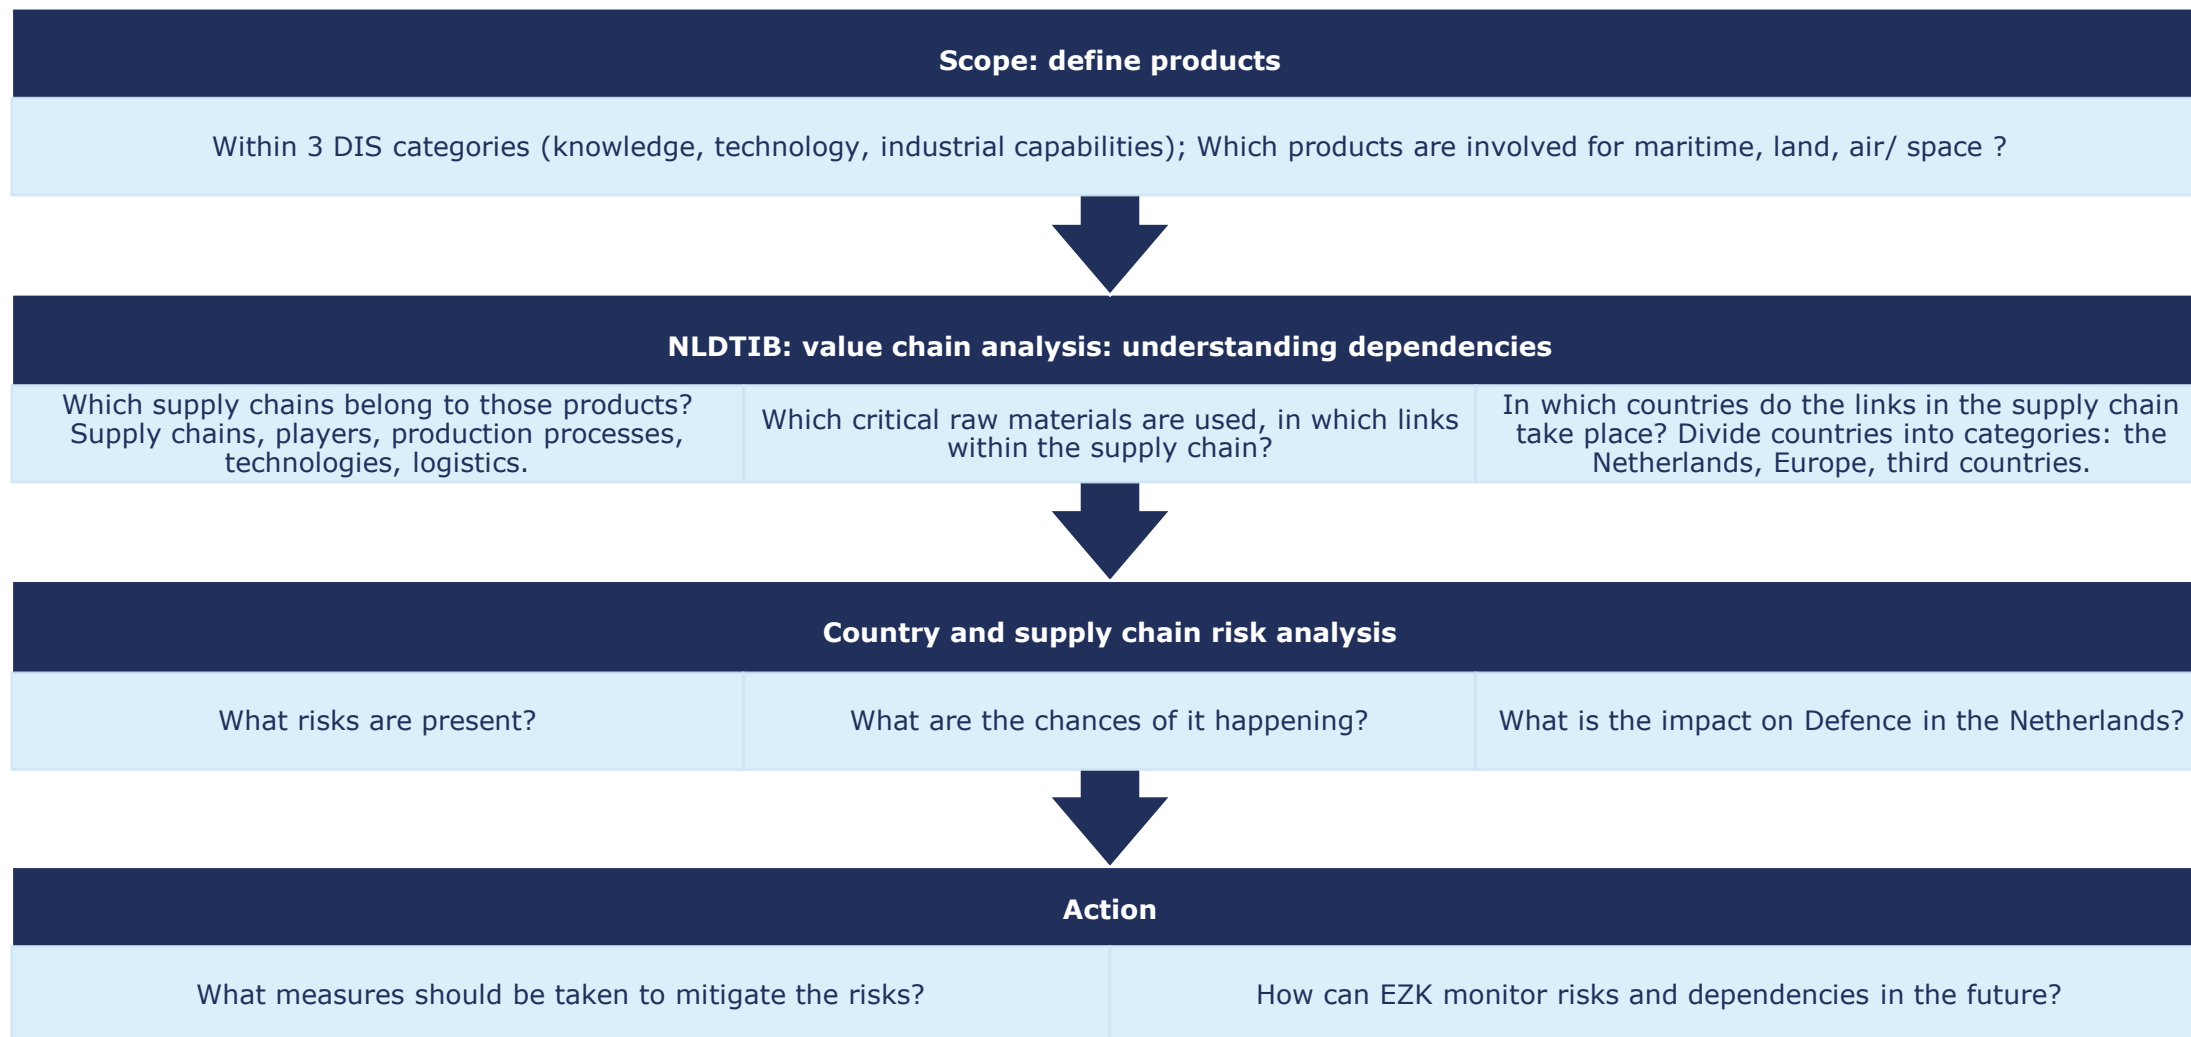 Scope: define products
Within 3 DIS categories (knowledge, technology, industrial capabilities); Which products are involved for maritime, land, air/ space ?
NLDTIB: value chain analysis: understanding dependencies
Which supply chains belong to those products?
Supply chains, players, production processes,
technologies, logistics.
Which critical raw materials are used, in which links
within the supply chain?
In which countries do the links in the supply chain
take place? Divide countries into categories: the
Netherlands, Europe, third countries.
Country and supply chain risk analysis
What risks are present?
What are the chances of it happening?
What is the impact on Defence in the Netherlands?
Action
What measures should be taken to mitigate the risks?
How can EZK monitor risks and dependencies in the future?